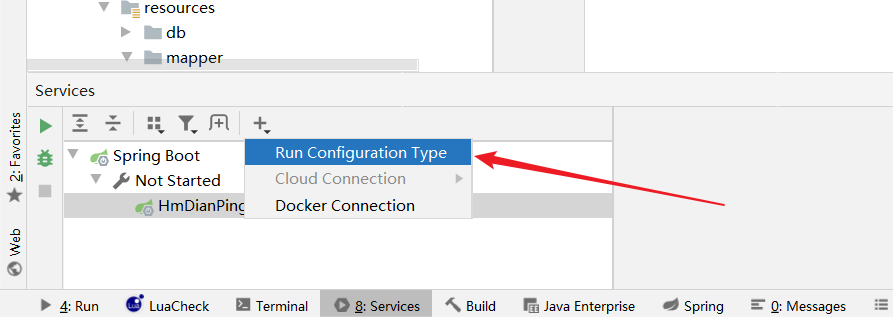 resources
db
mapper
Services
2: Favorites
Web
Spring Boot
Not Started
HmDianPing
Run Configuration Type
Cloud Connection
Docker Connection
4: Run
LuaCheck
Terminal
8: Services
Build
Java Enterprise
Spring
0: Messages